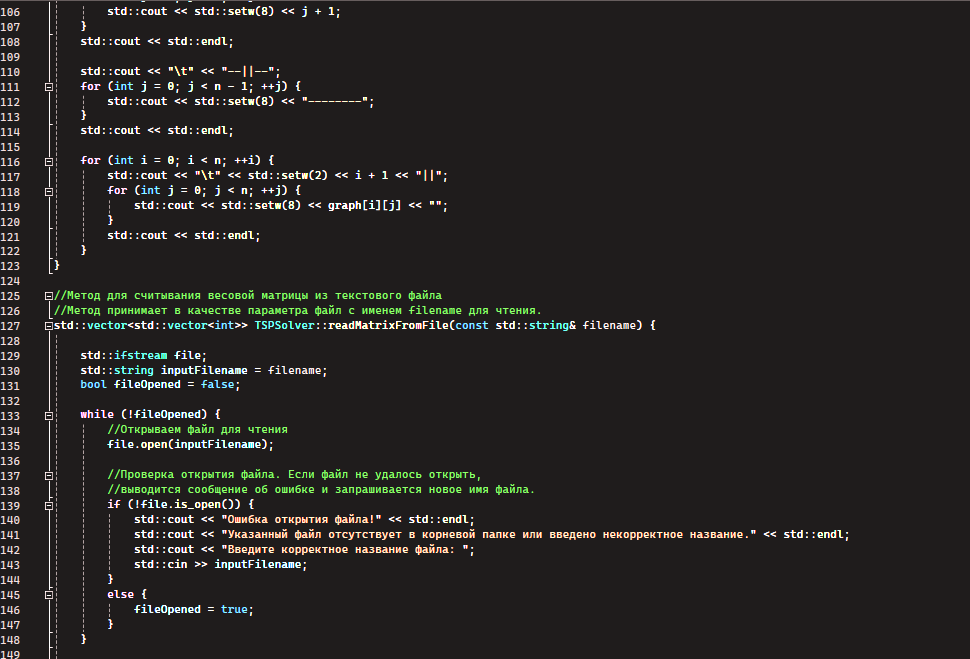 106 std::cout << std::setw(8) << j + 1;
107 }
108 std::cout << std::endl;
109
110 std::cout << "\t" << "--||--";
111 for (int j = 0; j < n - 1; ++j) {
112 std::cout << std::setw(8) << "--------";
113 }
114 std::cout << std::endl;
115
116 for (int i = 0; i < n; ++i) {
117 std::cout << "\t" << std::setw(2) << i + 1 << "||";
118 for (int j = 0; j < n; ++j) {
119 std::cout << std::setw(8) << graph[i][j] << "";
120 }
121 std::cout << std::endl;
122 }
123 }
124
125 //Метод для считывания весовой матрицы из текстового файла
126 //Метод принимает в качестве параметра файл с именем filename для чтения.
127 std::vector<std::vector<int>> TSPSolver::readMatrixFromFile(const std::string& filename) {
128
129 std::ifstream file;
130 std::string inputFilename = filename;
131 bool fileOpened = false;
132
133 while (!fileOpened) {
134 //Открываем файл для чтения
135 file.open(inputFilename);
136
137 //Проверка открытия файла. Если файл не удалось открыть,
138 //выводится сообщение об ошибке и запрашивается новое имя файла.
139 if (!file.is_open()) {
140 std::cout << "Ошибка открытия файла!" << std::endl;
141 std::cout << "Указанный файл отсутствует в корневой папке или введено некорректное название." << std::endl;
142 std::cout << "Введите корректное название файла: ";
143 std::cin >> inputFilename;
144 }
145 else {
146 fileOpened = true;
147 }
148 }
149